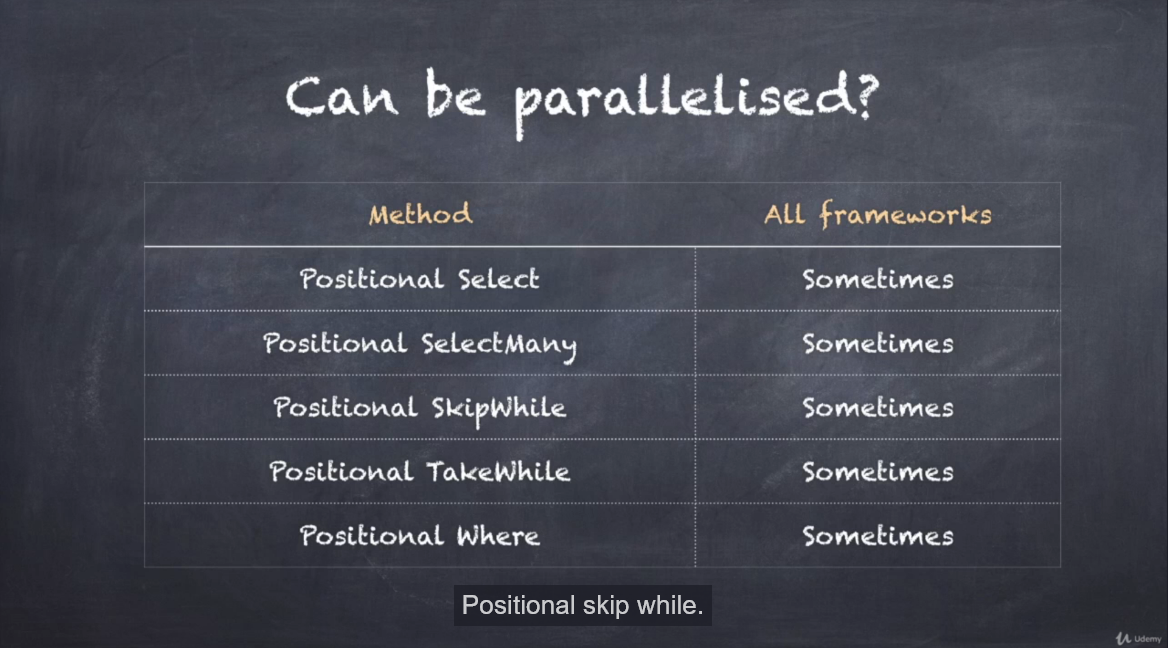 Can be parallelised?
Method All frameworks
Positional Select Sometimes
Positional SelectMany Sometimes
Positional SkipWhile Sometimes
Positional TakeWhile Sometimes
Positional Where Sometimes
Positional skip while.
Udemy